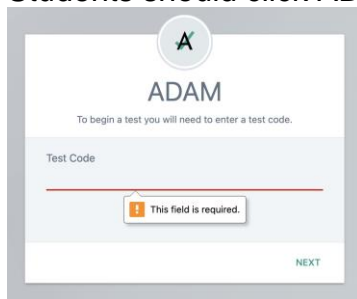 Students should click
A
ADAM
To begin a test you will need to enter a test code.
Test Code
! This field is required.
NEXT